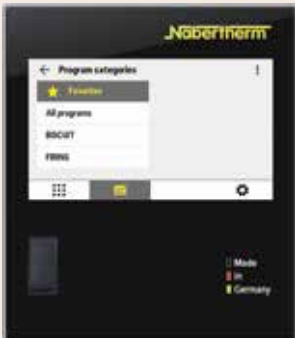 Nabertherm
Program categories
Favorites
All programs
BISCUIT
FIRING
Made
in
Germany